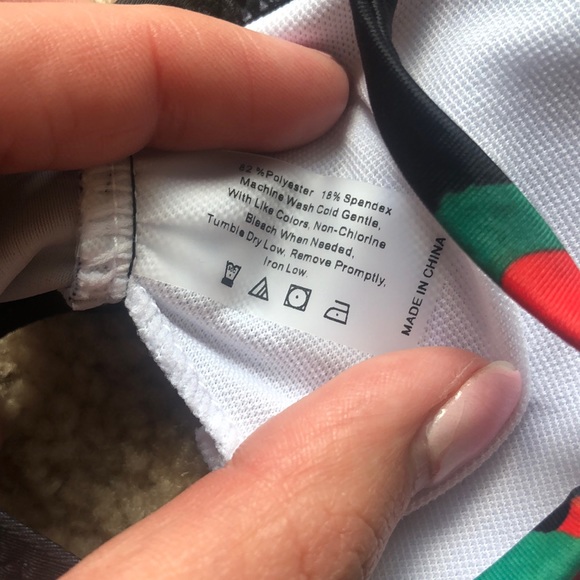 82 %Polyester 18% Spandex
Machine Wash Cold Gentle,
With Like Colors, Non-Chlorine
Bleach When Needed,
Tumble Dry Low, Remove Promptly,
Iron Low
MADE IN CHINA